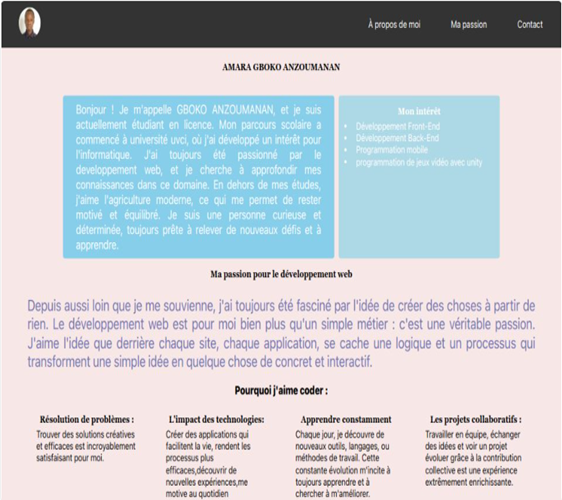 À propos de moi
Ma passion
Contact
AMARA GBOKO ANZOUMANAN
Bonjour ! Je m'appelle GBOKO ANZOUMANAN, et je suis
actuellement étudiant en licence. Mon parcours scolaire a
commencé à université uvci, où j'ai développé un intérêt pour
l'informatique. J'ai toujours été passionné par le
developpement web, et je cherche à approfondir mes
connaissances dans ce domaine. En dehors de mes études,
j'aime l'agriculture moderne, ce qui me permet de rester
motivé et équilibré. Je suis une personne curieuse et
déterminée, toujours prête à relever de nouveaux défis et à
apprendre.
Mon intérêt
Développement Front-End
Développement Back-End
Programmation mobile
programmation de jeux vidéo avec unity
Ma passion pour le développement web
Depuis aussi loin que je me souvienne, j'ai toujours été fasciné par l'idée de créer des choses à partir de
rien. Le développement web est pour moi bien plus qu'un simple métier : c'est une véritable passion.
J'aime l'idée que derrière chaque site, chaque application, se cache une logique et un processus qui
transforment une simple idée en quelque chose de concret et interactif.
Pourquoi j'aime coder :
Résolution de problèmes :
Trouver des solutions créatives
et efficaces est incroyablement
satisfaisant pour moi.
L'impact des technologies:
Créer des applications qui
facilitent la vie, rendent les
processus plus
efficaces,découvrir de
nouvelles expériences,me
motive au quotidien
Apprendre constamment
Chaque jour, je découvre de
nouveaux outils, langages, ou
méthodes de travail. Cette
constante évolution m'incite à
toujours apprendre et à
chercher à m'améliorer.
Les projets collaboratifs :
Travailler en équipe, échanger
des idées et voir un projet
évoluer grâce à la contribution
collective est une expérience
extrêmement enrichissante.